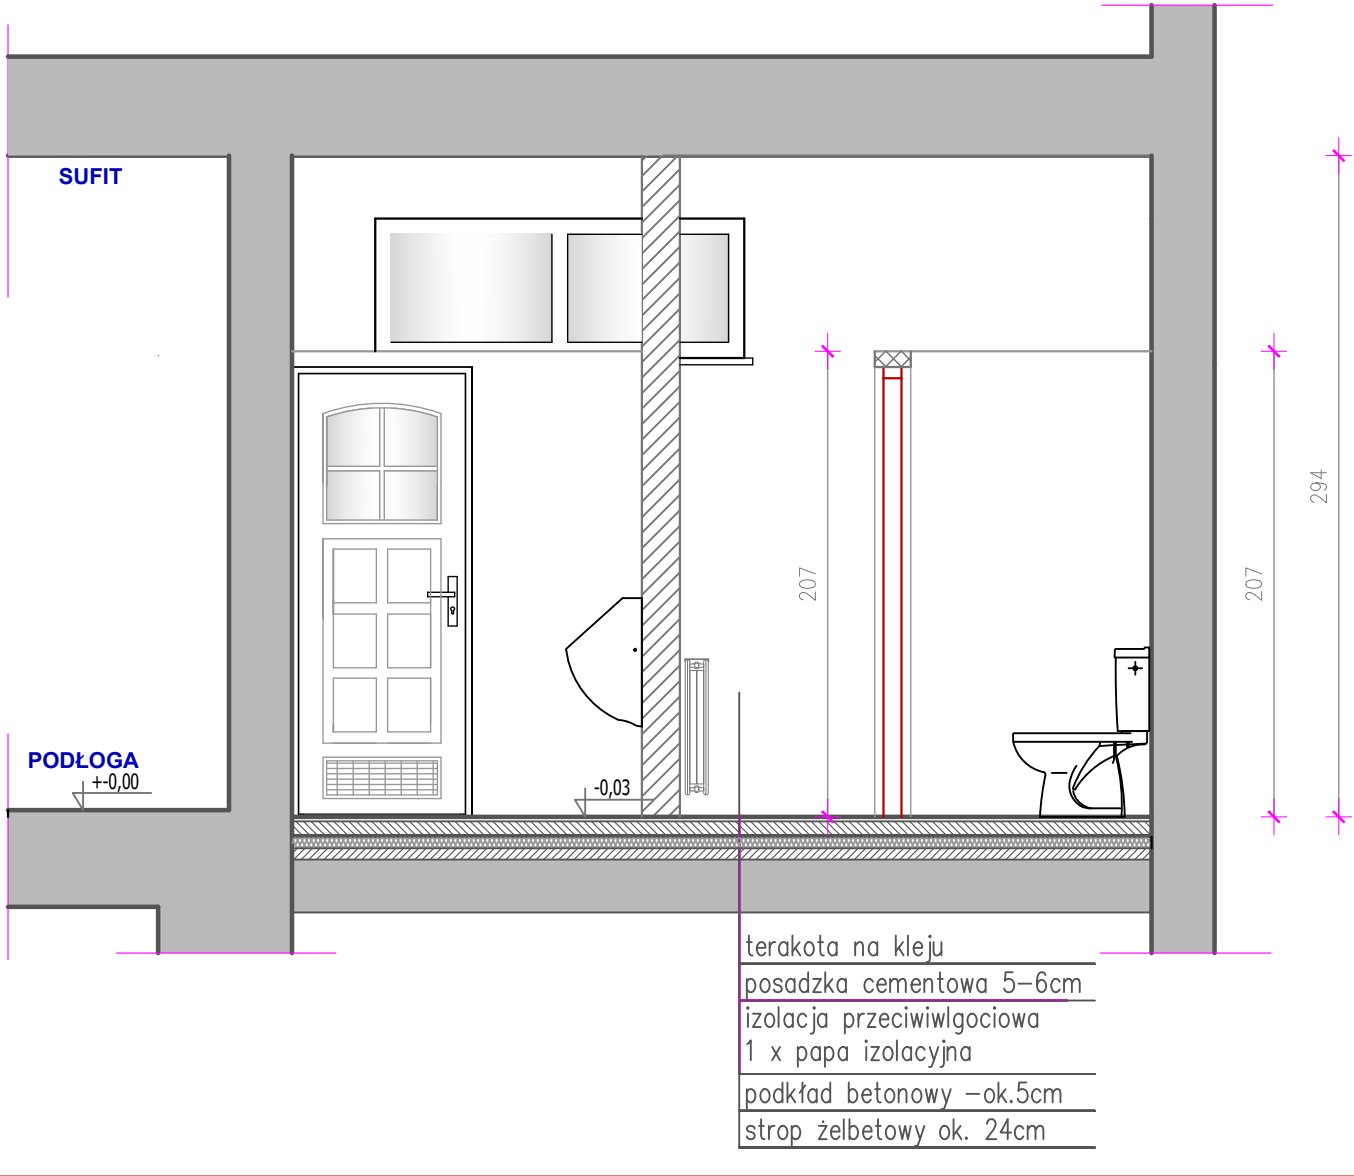 SUFIT
294
207
207
PODŁOGA
+-0,00
-0,03
terakota na kleju
posadzka cementowa 5-6cm
izolacja przeciwiwlgociowa
1 x papa izolacyjna
podkład betonowy -ok.5cm
strop żelbetowy ok. 24cm